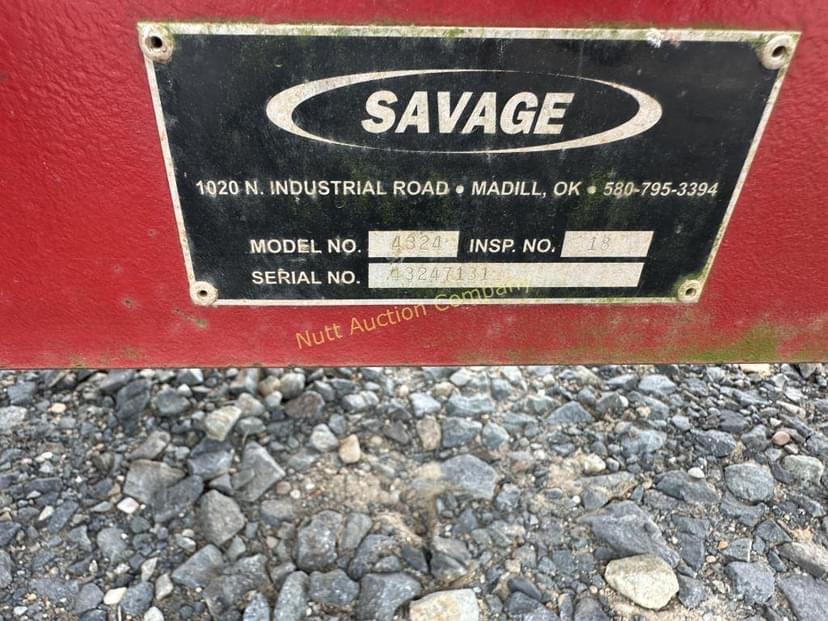 SAVAGE
1020 N. INDUSTRIAL ROAD • MADILL, OK • 580-795-3394
MODEL NO. 4324 INSP. NO. 18
SERIAL NO. 43247131
Nutt Auction Company